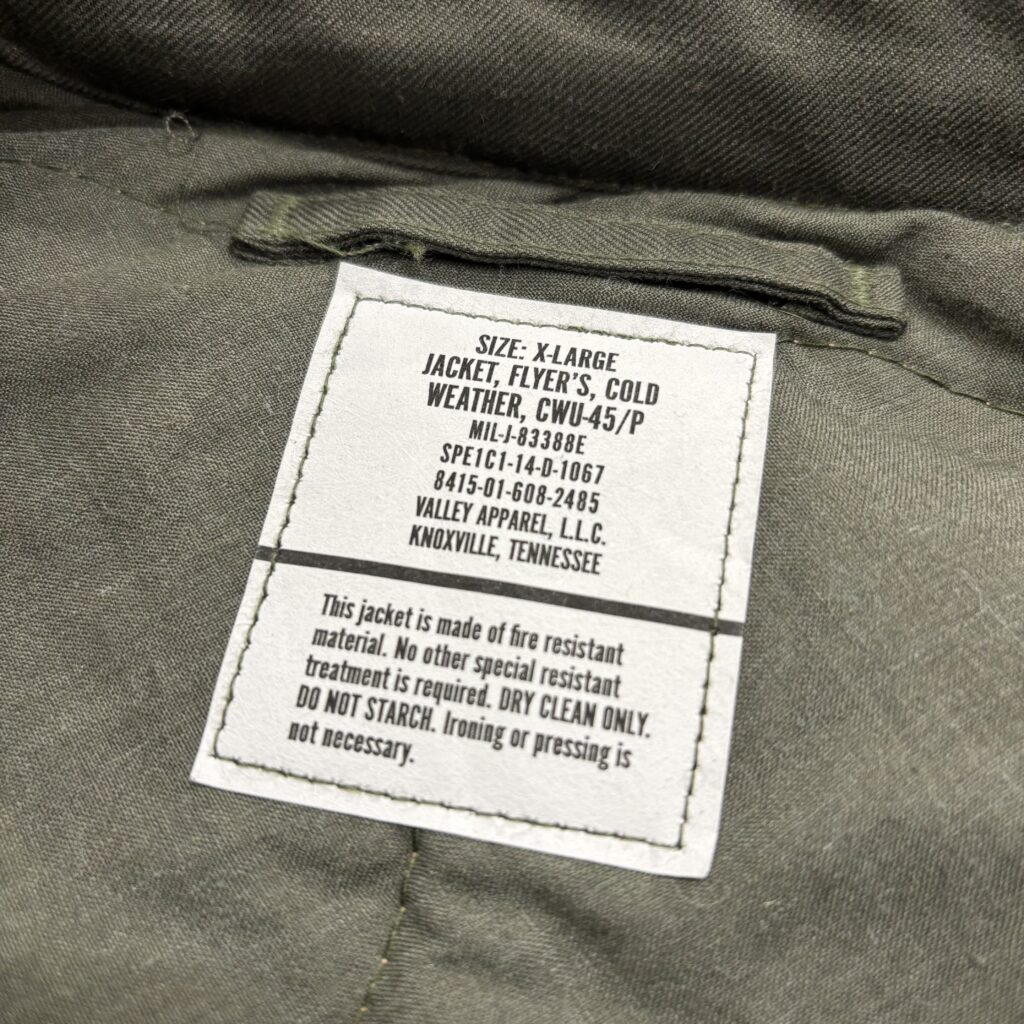 SIZE: X-LARGE
JACKET, FLYER'S, COLD
WEATHER, CWU-45/P
MIL-J-83388E
SPE1C1-14-D-1067
8415-01-608-2485
VALLEY APPAREL, L.L.C.
KNOXVILLE, TENNESSEE
This jacket is made of fire resistant
material. No other special resistant
treatment is required. DRY CLEAN ONLY.
DO NOT STARCH. Ironing or pressing is
not necessary.